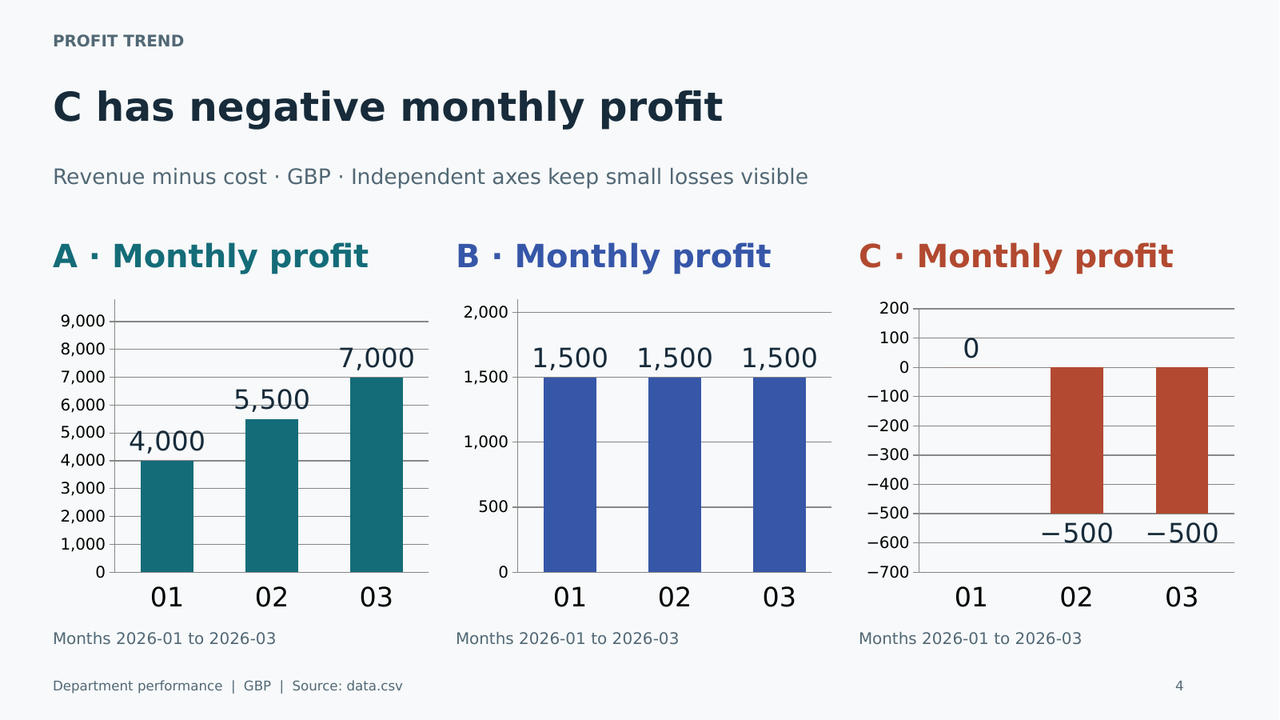 PROFIT TREND
C has negative monthly profit
Revenue minus cost · GBP · Independent axes keep small losses visible
A · Monthly profit
9,000
8,000
7,000
6,000
5,000
4,000
3,000
2,000
1,000
0
4,000
5,500
7,000
01 02 03
Months 2026-01 to 2026-03
B · Monthly profit
2,000
1,500
1,000
500
0
1,500 1,500 1,500
01 02 03
Months 2026-01 to 2026-03
C · Monthly profit
200
100
0
−100
−200
−300
−400
−500
−600
−700
0
−500 −500
01 02 03
Months 2026-01 to 2026-03
Department performance | GBP | Source: data.csv
4